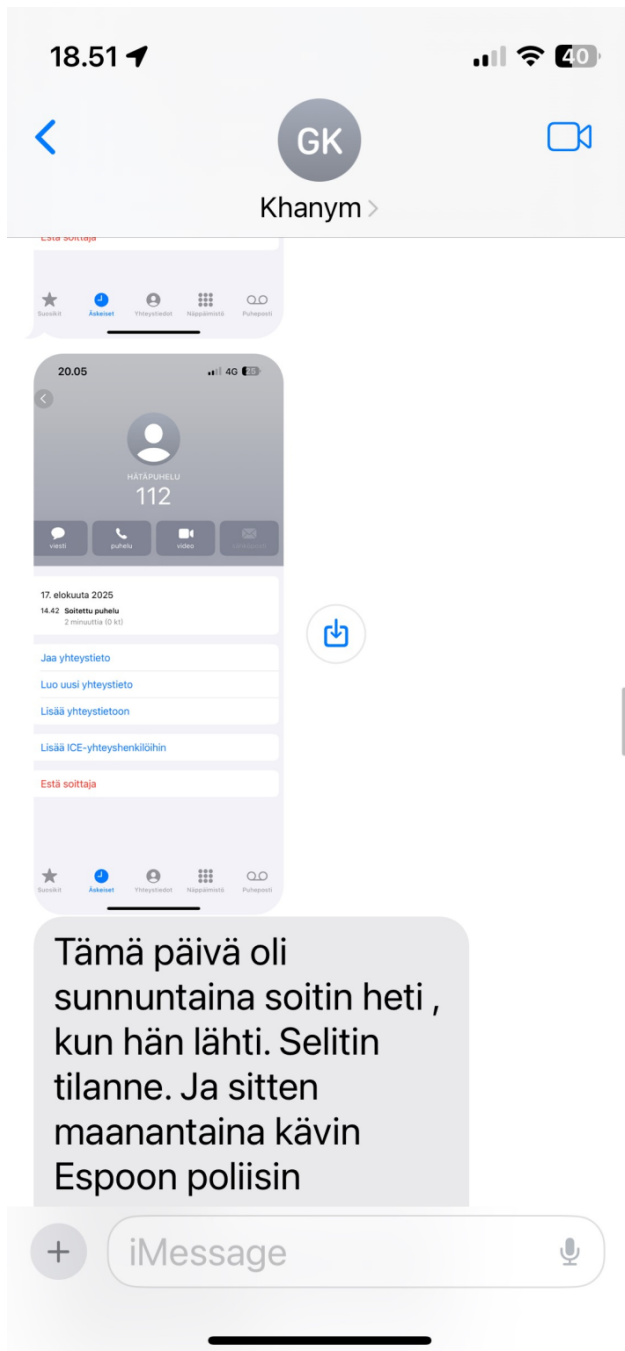 18.51
40
GK
Khanym
Estä soittaja
Suosikit Äskeiset Yhteystiedot Näppäimistö Puheposti
20.05 4G 25
HÄTÄPUHELU
112
viesti puhelu video
17. elokuuta 2025
14.42 Soitettu puhelu
2 minuuttia (0 kt)
Jaa yhteystieto
Luo uusi yhteystieto
Lisää yhteystietoon
Lisää ICE-yhteyshenkilöihin
Estä soittaja
Suosikit Äskeiset Yhteystiedot Näppäimistö Puheposti
Tämä päivä oli
sunnuntaina soitin heti ,
kun hän lähti. Selitin
tilanne. Ja sitten
maanantaina kävin
Espoon poliisin
iMessage